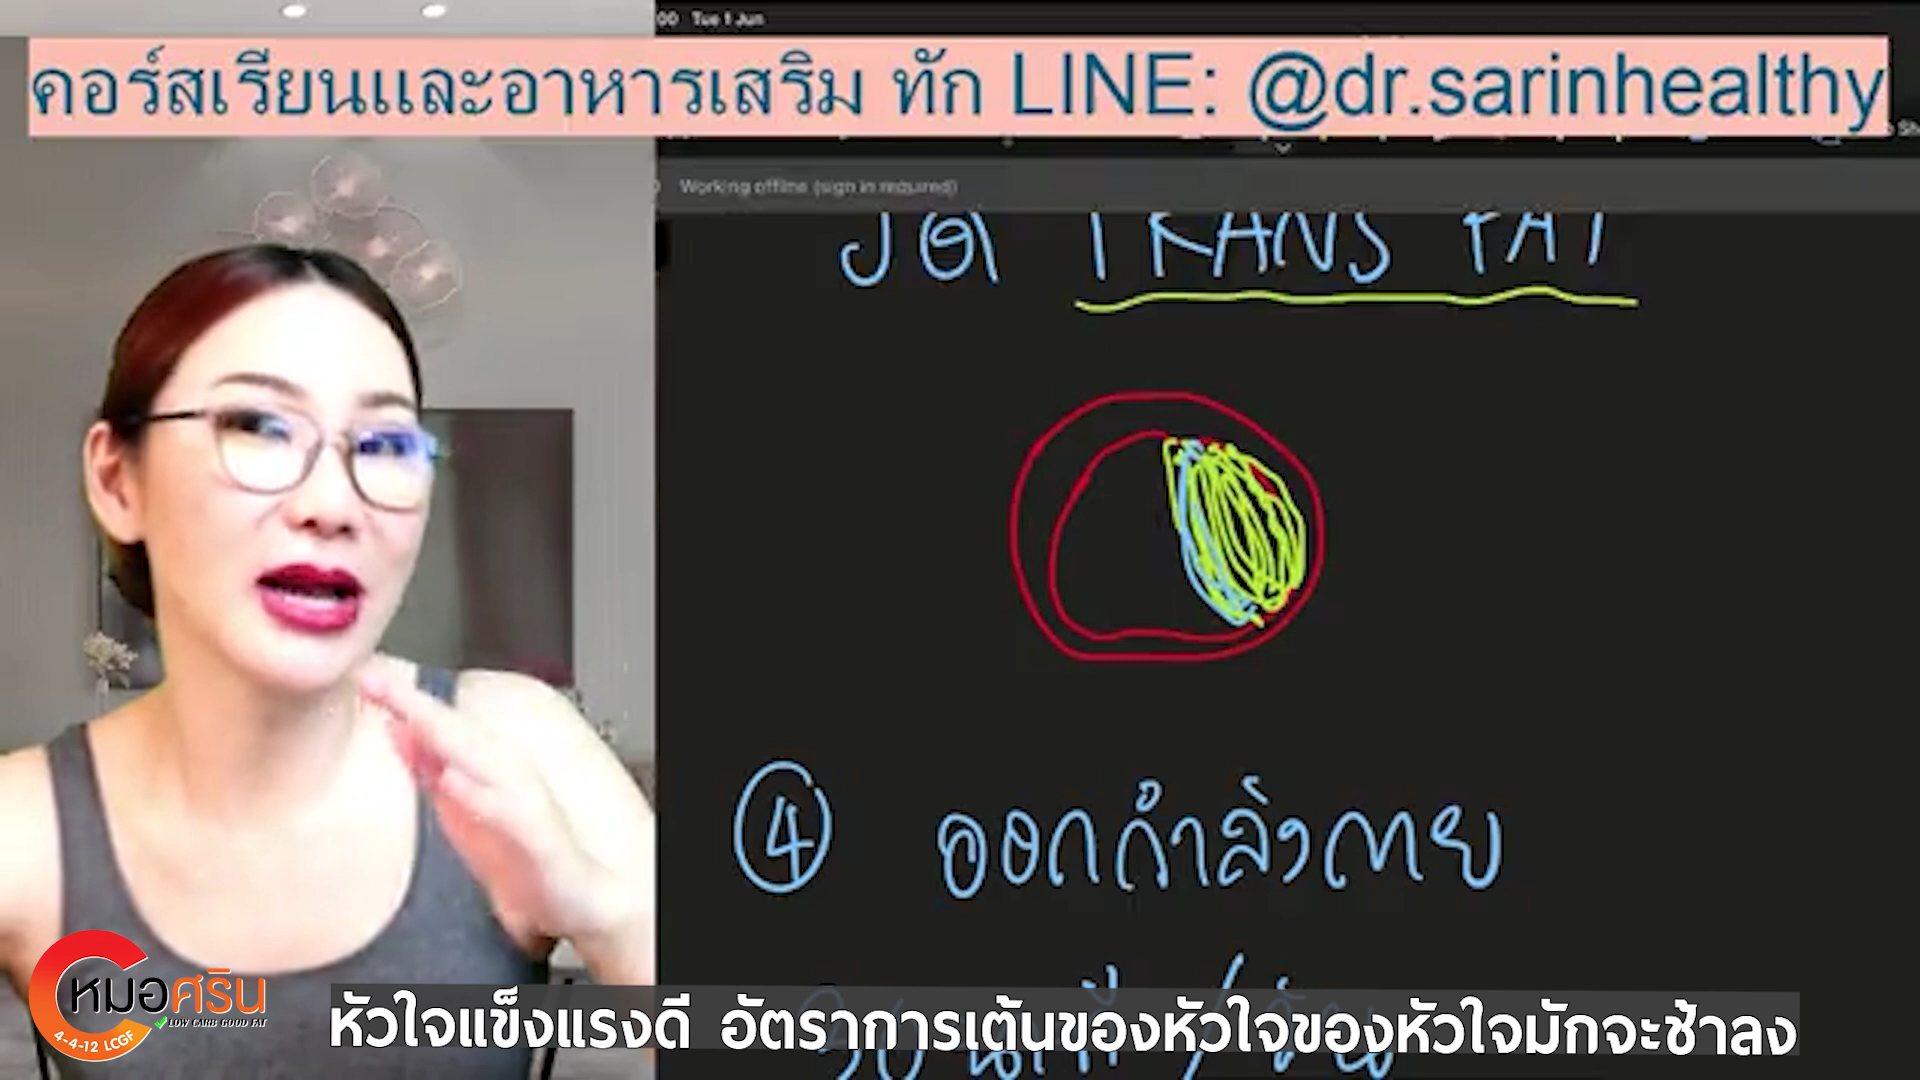 00 Tue 1 Jun
คอร์สเรียนและอาหารเสริม ทัก LINE: @dr.sarinhealthy
Working offline (sign in required)
TRANS FAT
④ ออกกำลังกาย
หมอศริน
LOW CARB GOOD FAT
4-4-12 LCGF
หัวใจแข็งแรงดี อัตราการเต้นของหัวใจของหัวใจมักจะช้าลง